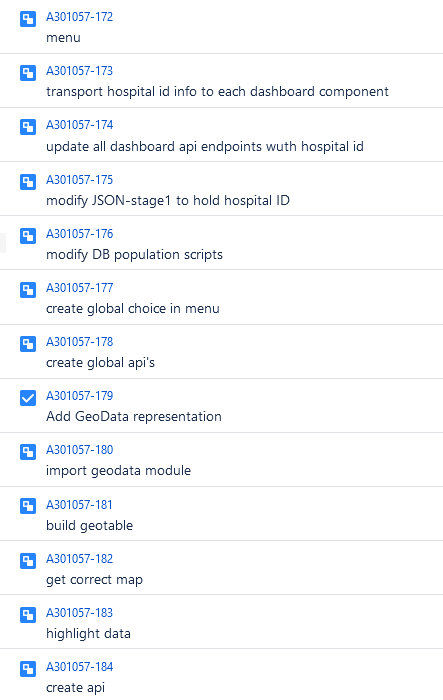 A301057-172
menu
A301057-173
transport hospital id info to each dashboard component
A301057-174
update all dashboard api endpoints wuth hospital id
A301057-175
modify JSON-stage1 to hold hospital ID
A301057-176
modify DB population scripts
A301057-177
create global choice in menu
A301057-178
create global api's
A301057-179
Add GeoData representation
A301057-180
import geodata module
A301057-181
build geotable
A301057-182
get correct map
A301057-183
highlight data
A301057-184
create api